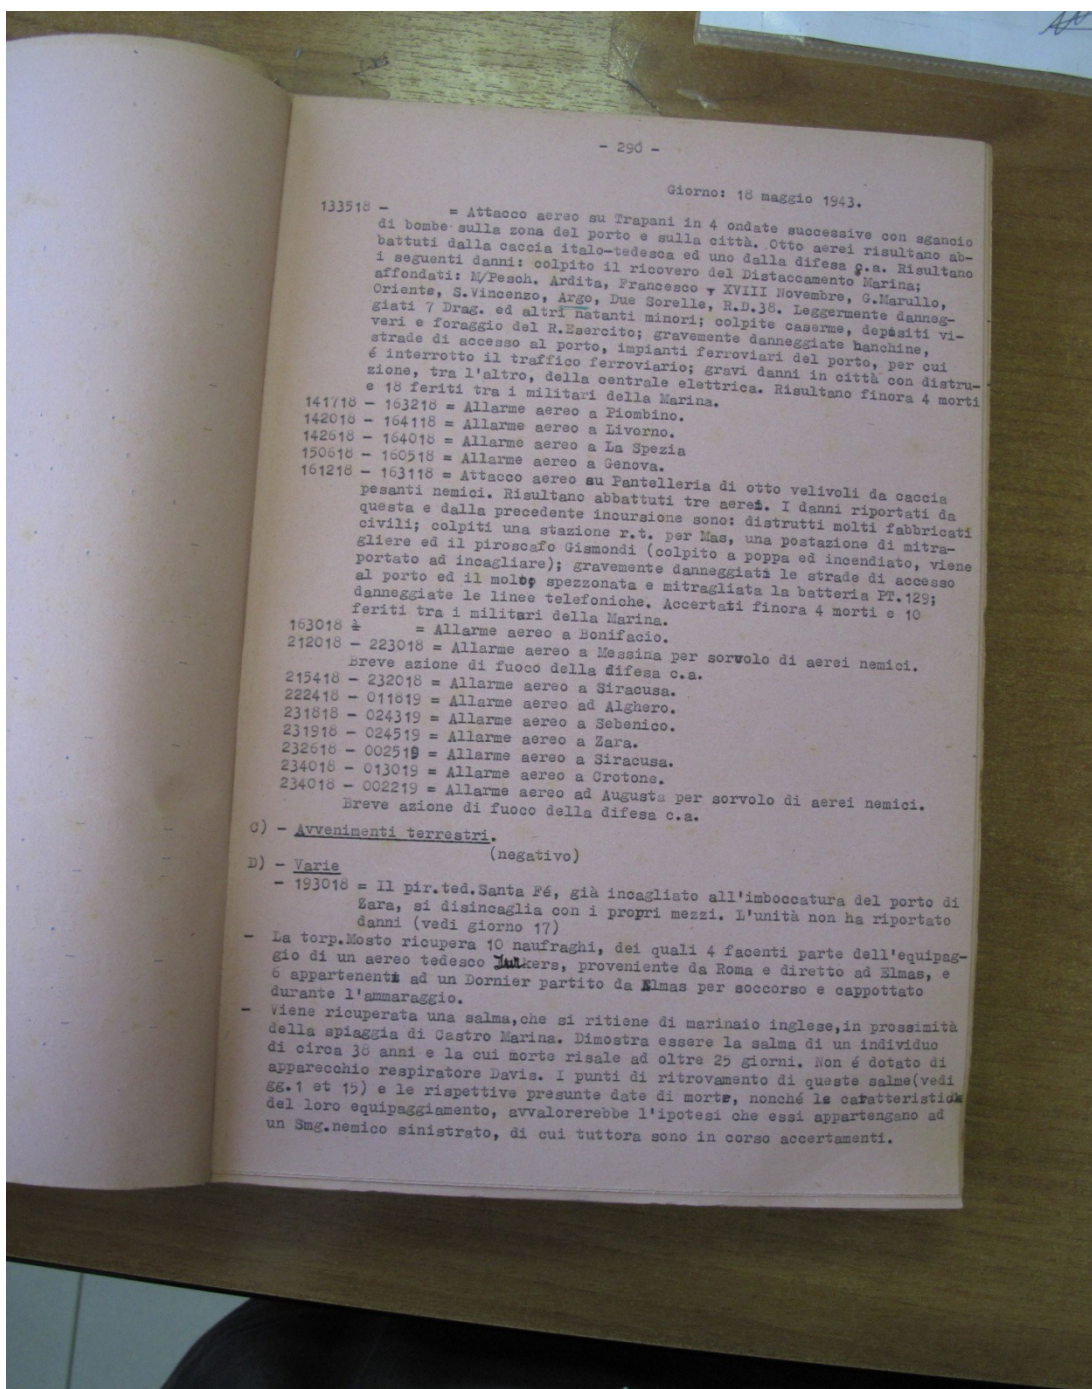 - 290 -
Giorno: 18 maggio 1943.
133518 - = Attacco aereo su Trapani in 4 ondate successive con sgancio
di bombe sulla zona del porto e sulla città. Otto aerei risultano ab-
battuti dalla caccia italo-tedesca ed uno dalla difesa c.a. Risultano
i seguenti danni: colpito il ricovero del Distaccamento Marina;
affondati: M/Pesch. Ardita, Francesco, XVIII Novembre, G.Marullo,
Oriente, S.Vincenzo, Argo, Due Sorelle, R.D.38. Leggermente danneg-
giati 7 Drag. ed altri natanti minori; colpite caserme, depositi vi-
veri e foraggio del R.Esercito; gravemente danneggiate banchine,
strade di accesso al porto, impianti ferroviari del porto, per cui
é interrotto il traffico ferroviario; gravi danni in città con distru-
zione, tra l'altro, della centrale elettrica. Risultano finora 4 morti
e 18 feriti tra i militari della Marina.
141718 - 163218 = Allarme aereo a Piombino.
142018 - 164118 = Allarme aereo a Livorno.
142618 - 164018 = Allarme aereo a La Spezia
150618 - 160518 = Allarme aereo a Genova.
161218 - 163118 = Attacco aereo su Pantelleria di otto velivoli da caccia
pesanti nemici. Risultano abbattuti tre aerei. I danni riportati da
questa e dalla precedente incursione sono: distrutti molti fabbricati
civili; colpiti una stazione r.t. per Mas, una postazione di mitra-
gliere ed il piroscafo Gismondi (colpito a poppa ed incendiato, viene
portato ad incagliare); gravemente danneggiati le strade di accesso
al porto ed il molo; spezzonata e mitragliata la batteria PT.129;
danneggiate le linee telefoniche. Accertati finora 4 morti e 10
feriti tra i militari della Marina.
163018 - = Allarme aereo a Bonifacio.
212018 - 223018 = Allarme aereo a Messina per sorvolo di aerei nemici.
Breve azione di fuoco della difesa c.a.
215418 - 232018 = Allarme aereo a Siracusa.
222418 - 011819 = Allarme aereo ad Alghero.
231818 - 024319 = Allarme aereo a Sebenico.
231918 - 024519 = Allarme aereo a Zara.
232618 - 002519 = Allarme aereo a Siracusa.
234018 - 013019 = Allarme aereo a Crotone.
234018 - 002219 = Allarme aereo ad Augusta per sorvolo di aerei nemici.
Breve azione di fuoco della difesa c.a.
C) - Avvenimenti terrestri.
(negativo)
D) - Varie
- 193018 = Il pir.ted.Santa Fé, già incagliato all'imboccatura del porto di
Zara, si disincaglia con i propri mezzi. L'unità non ha riportato
danni (vedi giorno 17)
- La torp.Mosto ricupera 10 naufraghi, dei quali 4 facenti parte dell'equipag-
gio di un aereo tedesco Junkers, proveniente da Roma e diretto ad Elmas, e
6 appartenenti ad un Dornier partito da Elmas per soccorso e cappottato
durante l'ammaraggio.
- Viene ricuperata una salma,che si ritiene di marinaio inglese,in prossimità
della spiaggia di Castro Marina. Dimostra essere la salma di un individuo
di circa 38 anni e la cui morte risale ad oltre 25 giorni. Non é dotato di
apparecchio respiratore Davis. I punti di ritrovamento di queste salme(vedi
gg.1 et 15) e le rispettive presunte date di morte, nonché le caratteristiche
del loro equipaggiamento, avvalorerebbe l'ipotesi che essi appartengano ad
un Smg.nemico sinistrato, di cui tuttora sono in corso accertamenti.